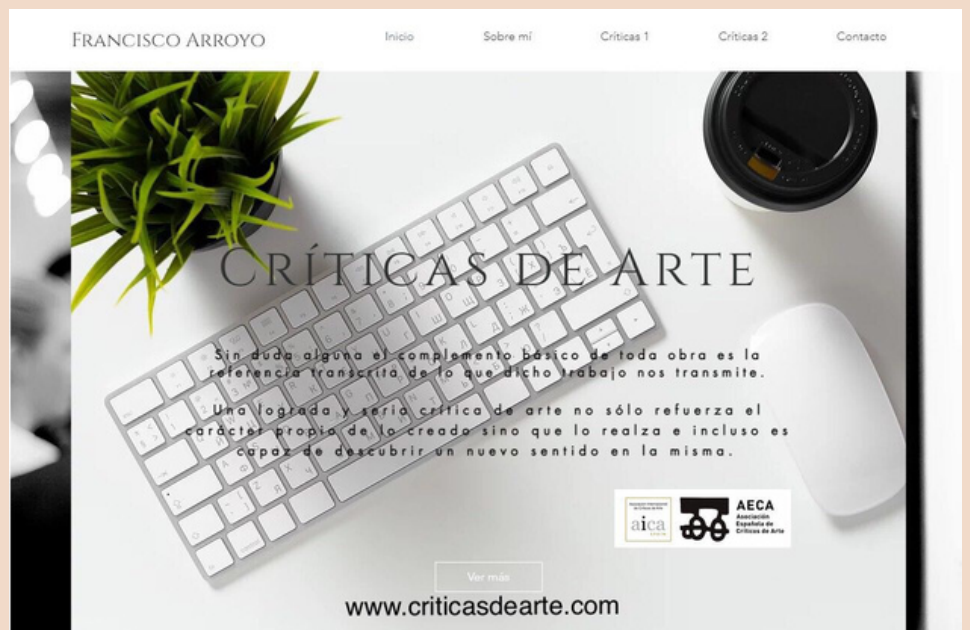 FRANCISCO ARROYO
Inicio
Sobre mí
Críticas 1
Críticas 2
Contacto
CRÍTICAS DE ARTE
Sin duda alguna el complemento básico de toda obra es la
referencia transcrita de lo que dicho trabajo nos transmite.
Una lograda y seria crítica de arte no sólo refuerza el
carácter propio de lo creado sino que lo realza e incluso es
capaz de descubrir un nuevo sentido en la misma.
aica
AECA
Asociación
Española de
Críticos de Arte
Ver más
www.criticasdearte.com